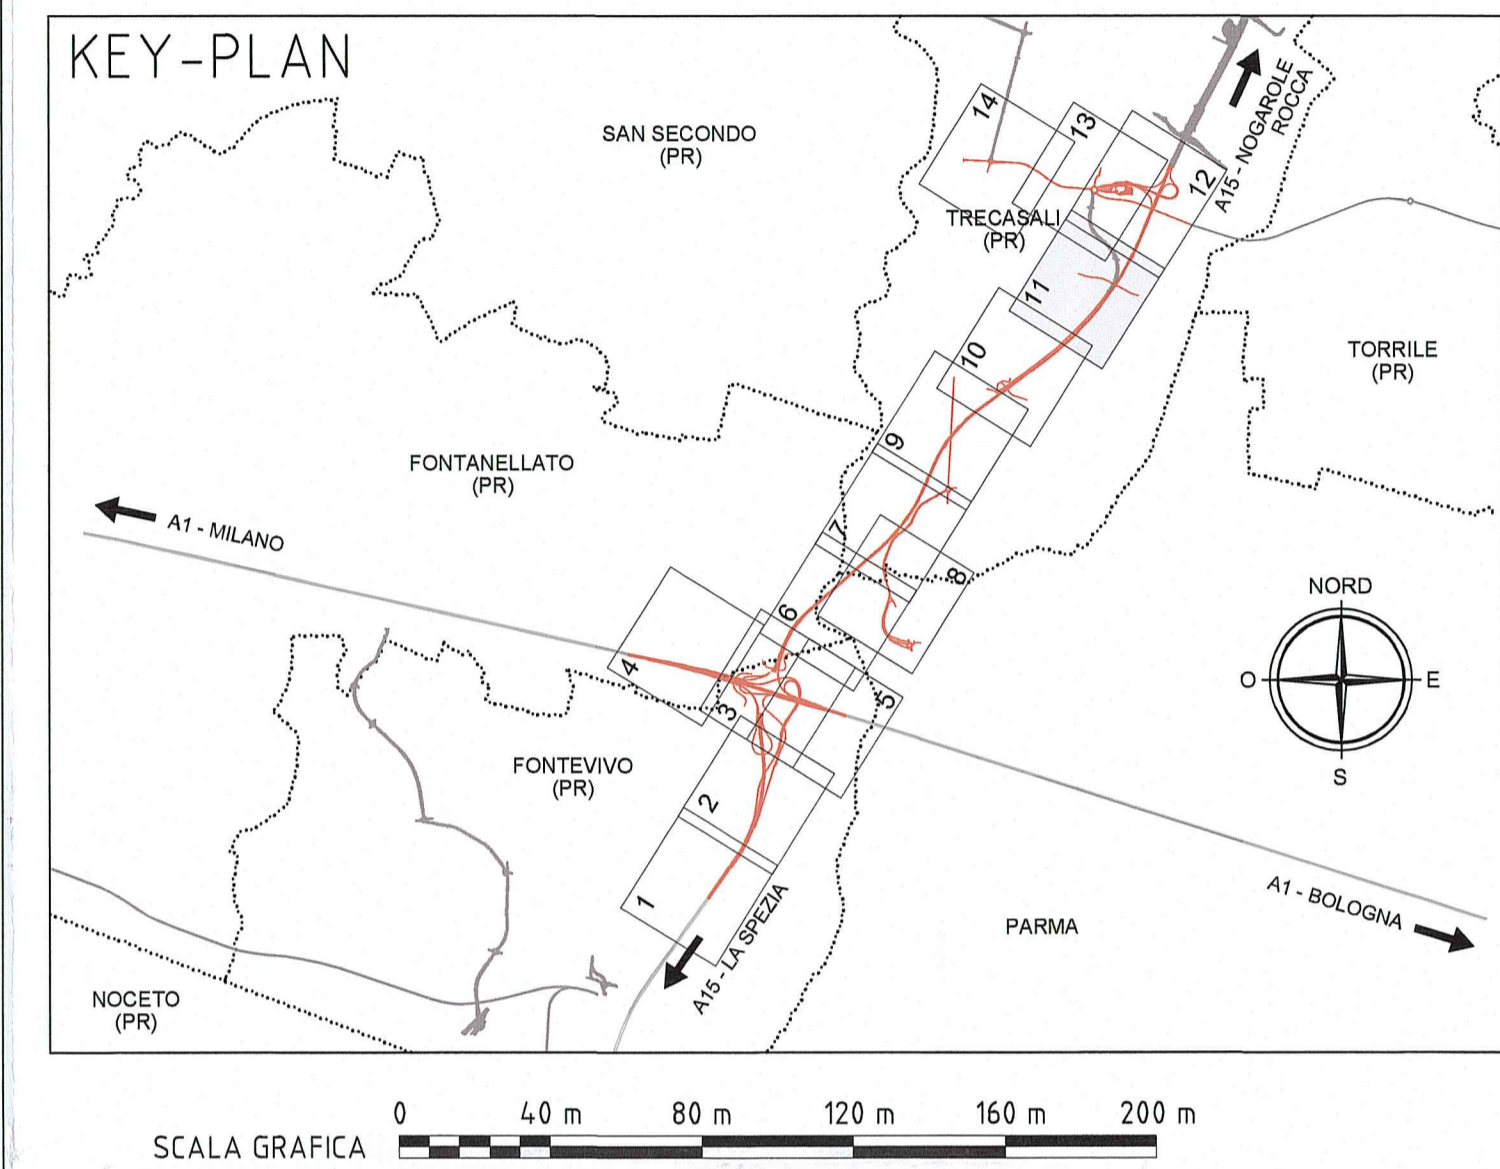 KEY-PLAN
SAN SECONDO
(PR)
14
13
12
A15 - NOGAROLE
ROCCA
TRECASALI
(PR)
11
TORRILE
(PR)
10
9
FONTANELLATO
(PR)
A1 - MILANO
7
8
NORD
6
4
O
E
5
3
S
FONTEVIVO
(PR)
2
1
A15 - LA SPEZIA
A1 - BOLOGNA
PARMA
NOCETO
(PR)
0 40 m 80 m 120 m 160 m 200 m
SCALA GRAFICA